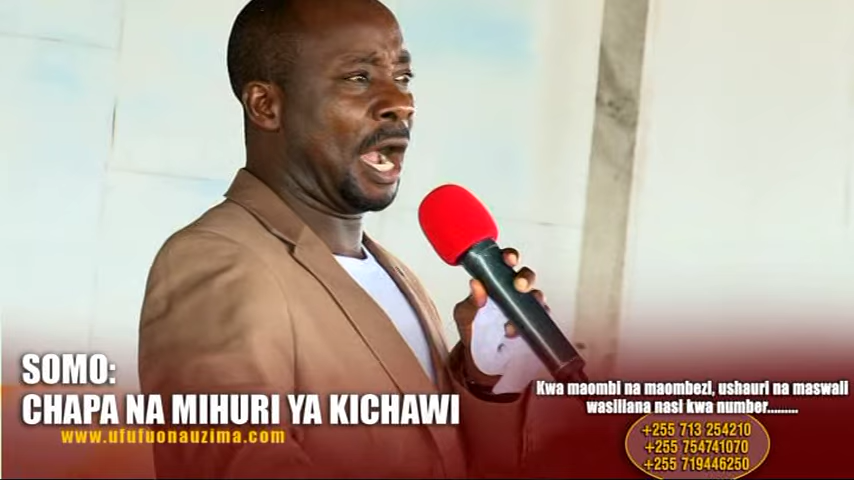 SOMO:
CHAPA NA MIHURI YA KICHAWI
www.ufufuonauzima.com
Kwa maombi na maombezi, ushauri na maswali
wasiliana nasi kwa number.........
+255 713 254210
+255 754741070
+255 719446250